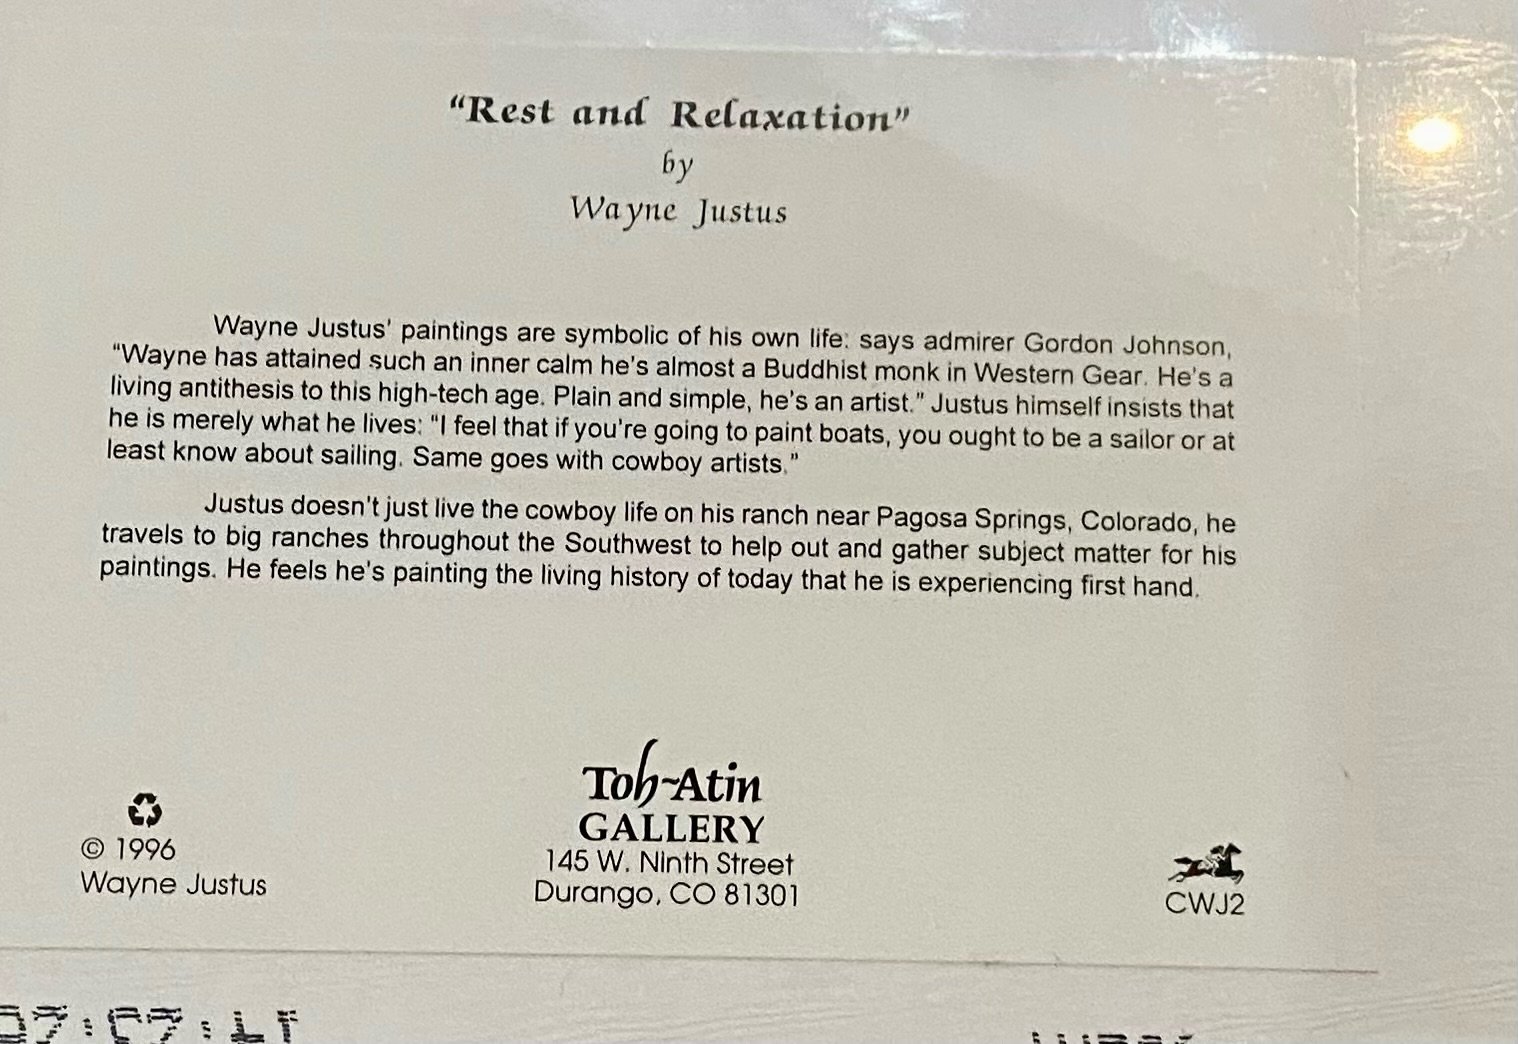 “Rest and Relaxation”
by
Wayne Justus
Wayne Justus' paintings are symbolic of his own life: says admirer Gordon Johnson,
“Wayne has attained such an inner calm he's almost a Buddhist monk in Western Gear. He's a
living antithesis to this high-tech age. Plain and simple, he's an artist.” Justus himself insists that
he is merely what he lives: “I feel that if you're going to paint boats, you ought to be a sailor or at
least know about sailing. Same goes with cowboy artists.”
Justus doesn't just live the cowboy life on his ranch near Pagosa Springs, Colorado, he
travels to big ranches throughout the Southwest to help out and gather subject matter for his
paintings. He feels he's painting the living history of today that he is experiencing first hand.
Toh-Atin
GALLERY
145 W. Ninth Street
Durango, CO 81301
© 1996
Wayne Justus
CWJ2